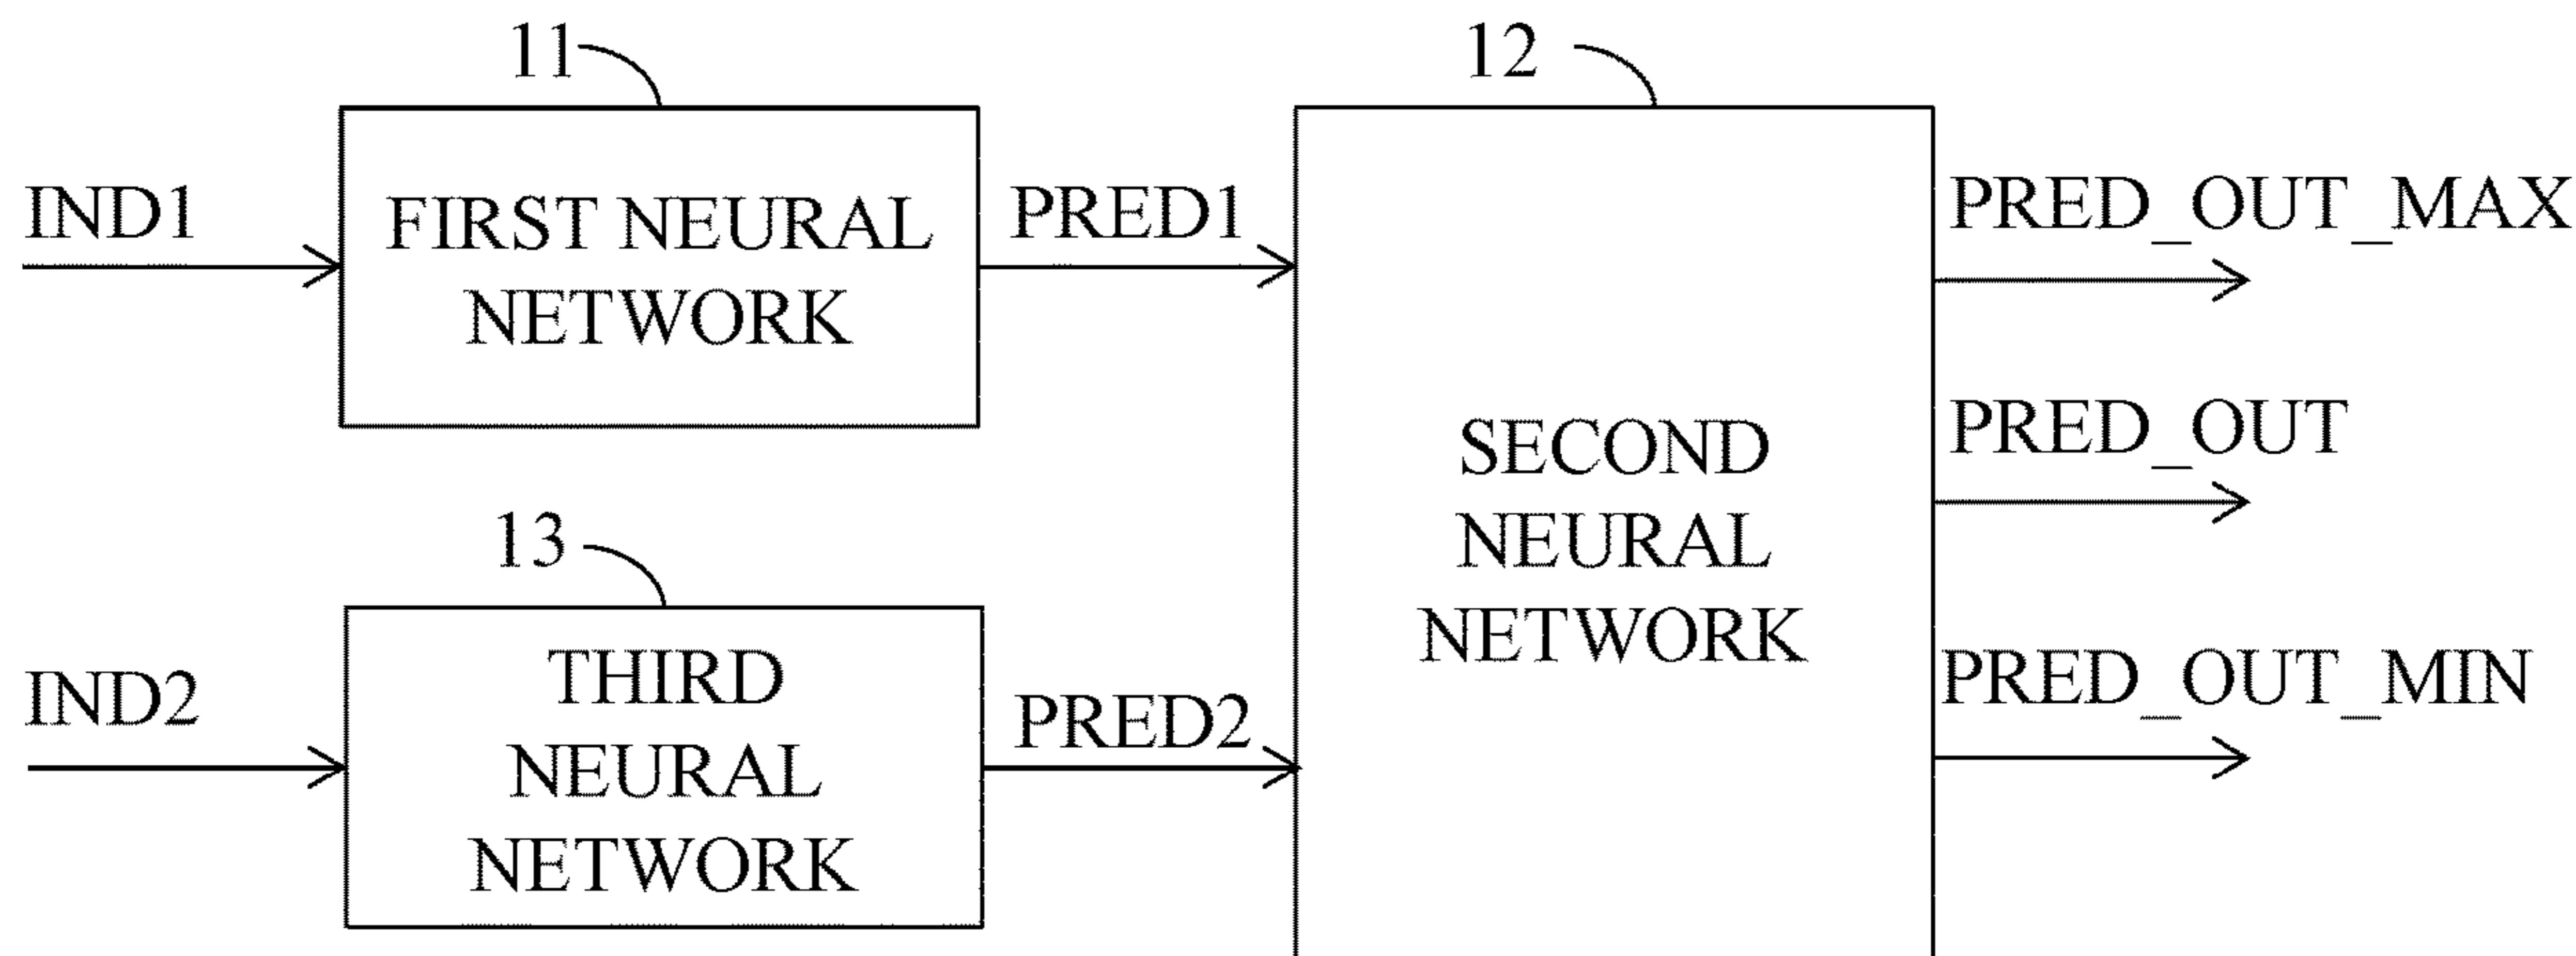 11
12
IND1
FIRST NEURAL
NETWORK
PRED1
PRED_OUT_MAX
PRED_OUT
SECOND
NEURAL
NETWORK
13
IND2
THIRD
NEURAL
NETWORK
PRED2
PRED_OUT_MIN